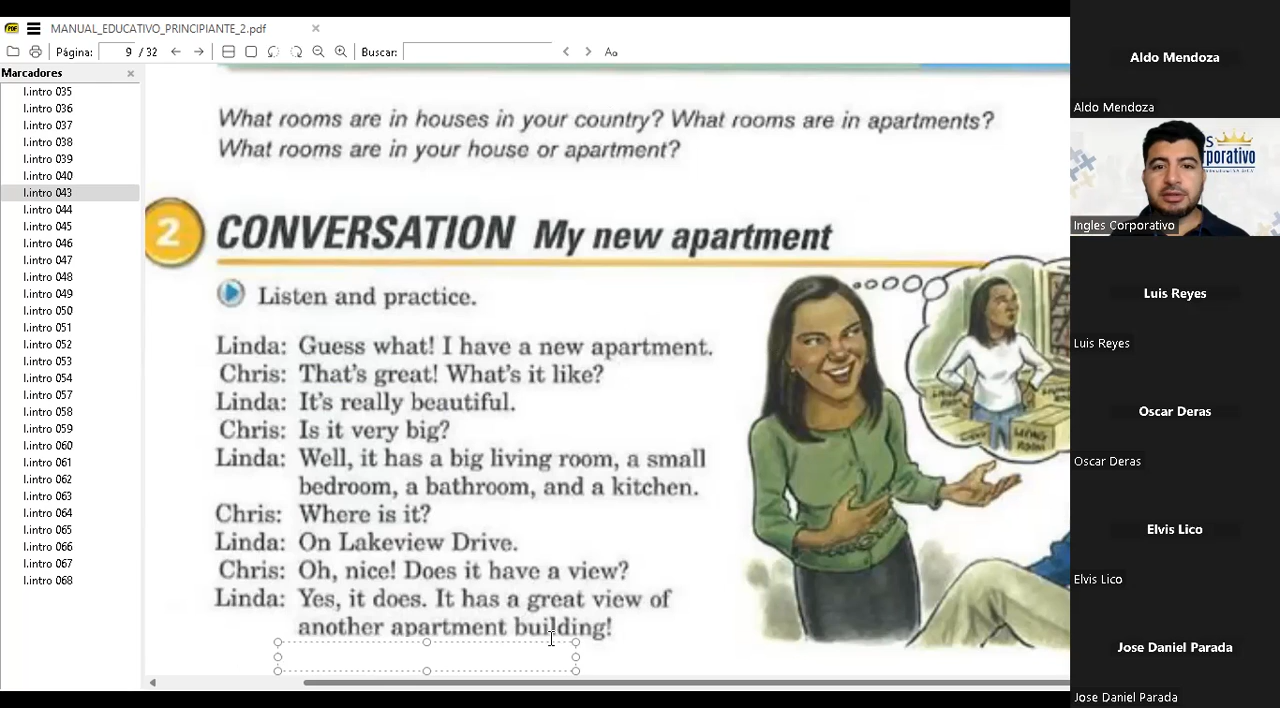 MANUAL_EDUCATIVO_PRINCIPIANTE_2.pdf
Página: 9 / 32 Buscar: Aa
Marcadores
I.intro 035
I.intro 036
I.intro 037
I.intro 038
I.intro 039
I.intro 040
I.intro 043
I.intro 044
I.intro 045
I.intro 046
I.intro 047
I.intro 048
I.intro 049
I.intro 050
I.intro 051
I.intro 052
I.intro 053
I.intro 054
I.intro 057
I.intro 058
I.intro 059
I.intro 060
I.intro 061
I.intro 062
I.intro 063
I.intro 064
I.intro 065
I.intro 066
I.intro 067
I.intro 068
What rooms are in houses in your country? What rooms are in apartments?
What rooms are in your house or apartment?
2 CONVERSATION My new apartment
Listen and practice.
Linda: Guess what! I have a new apartment.
Chris: That's great! What's it like?
Linda: It's really beautiful.
Chris: Is it very big?
Linda: Well, it has a big living room, a small
bedroom, a bathroom, and a kitchen.
Chris: Where is it?
Linda: On Lakeview Drive.
Chris: Oh, nice! Does it have a view?
Linda: Yes, it does. It has a great view of
another apartment building!
LIVING
ROOM
Aldo Mendoza
Aldo Mendoza
Ingles Corporativo
Luis Reyes
Luis Reyes
Oscar Deras
Oscar Deras
Elvis Lico
Elvis Lico
Jose Daniel Parada
Jose Daniel Parada